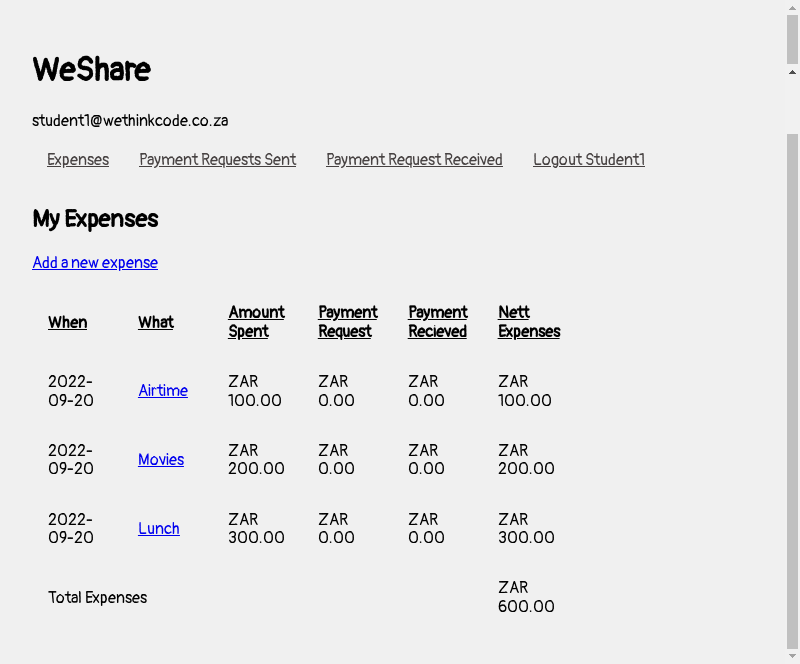 WeShare
student1@wethinkcode.co.za
Expenses Payment Requests Sent Payment Request Received Logout Student1
My Expenses
Add a new expense
When What Amount Spent Payment Request Payment Recieved Nett Expenses
2022-09-20 Airtime ZAR 100.00 ZAR 0.00 ZAR 0.00 ZAR 100.00
2022-09-20 Movies ZAR 200.00 ZAR 0.00 ZAR 0.00 ZAR 200.00
2022-09-20 Lunch ZAR 300.00 ZAR 0.00 ZAR 0.00 ZAR 300.00
Total Expenses ZAR 600.00